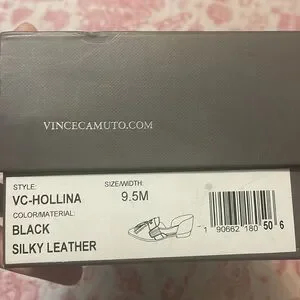 VINCECAMUTO.COM
STYLE:
VC-HOLLINA
SIZE/WIDTH:
9.5M
COLOR/MATERIAL:
BLACK
SILKY LEATHER
1 90662 180 50 6